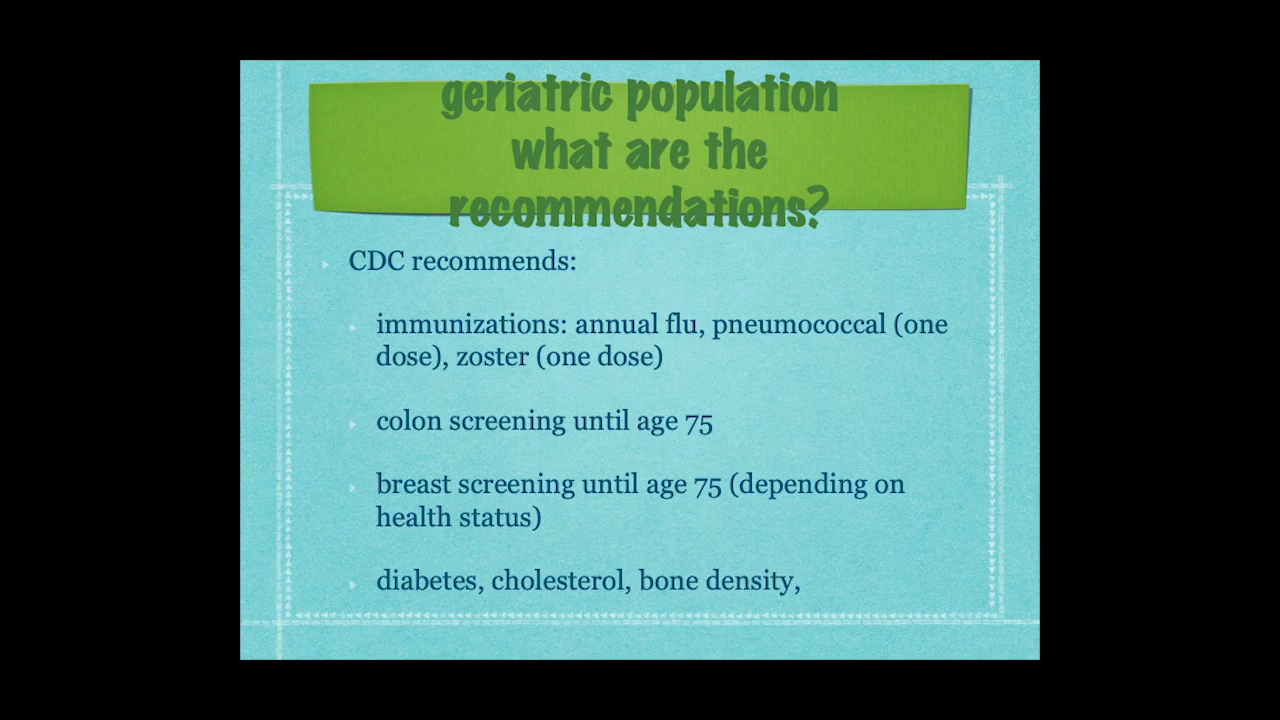 geriatric population
what are the
recommendations?
CDC recommends:
immunizations: annual flu, pneumococcal (one
dose), zoster (one dose)
colon screening until age 75
breast screening until age 75 (depending on
health status)
diabetes, cholesterol, bone density,